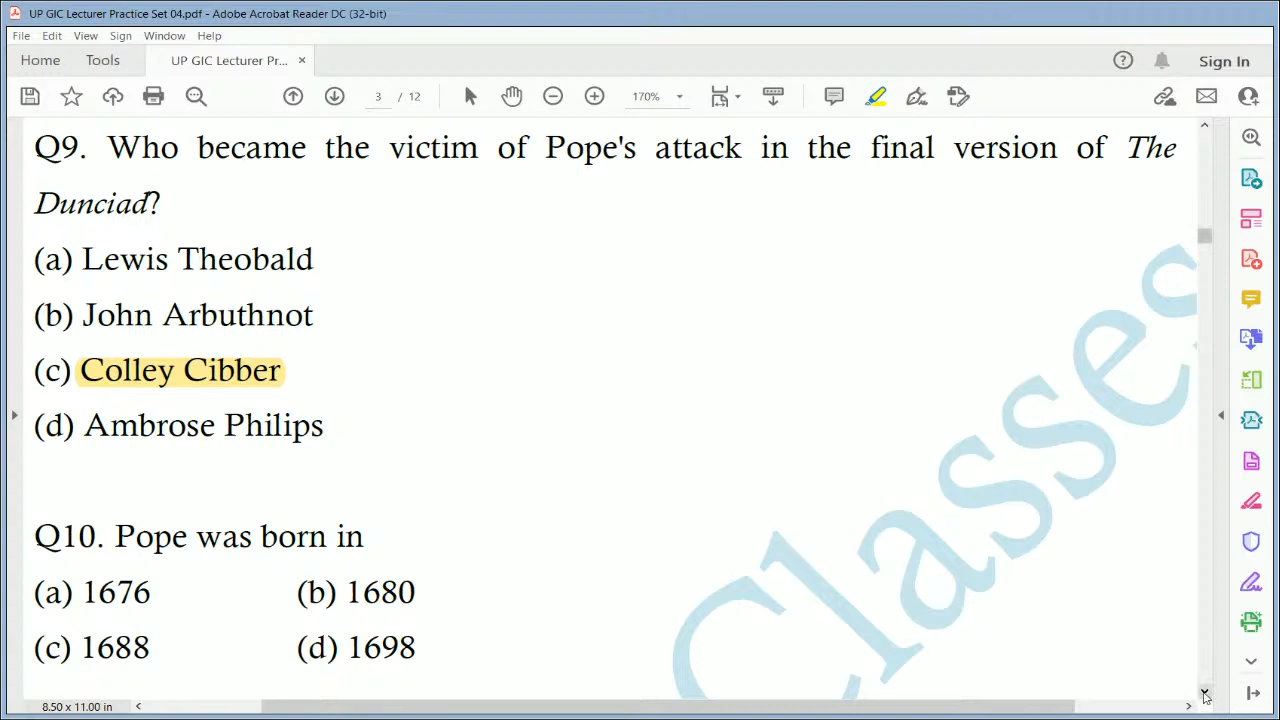 UP GIC Lecturer Practice Set 04.pdf - Adobe Acrobat Reader DC (32-bit)
File Edit View Sign Window Help
Home Tools UP GIC Lecturer Pr... × Sign In
3 / 12 170%
Q9. Who became the victim of Pope's attack in the final version of The
Dunciad?
(a) Lewis Theobald
(b) John Arbuthnot
(c) Colley Cibber
(d) Ambrose Philips
Q10. Pope was born in
(a) 1676 (b) 1680
(c) 1688 (d) 1698
Classes
8.50 x 11.00 in